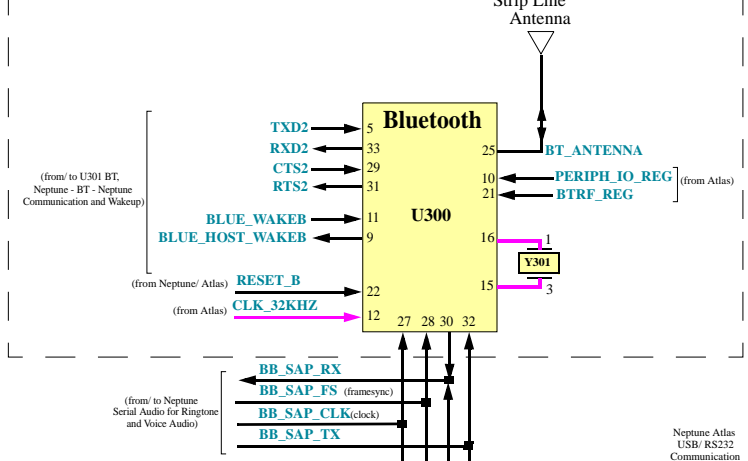 Strip Line
Antenna
Bluetooth
U300
TXD2
5
RXD2
33
CTS2
29
RTS2
31
(from/ to U301 BT,
Neptune - BT - Neptune
Communication and Wakeup)
BLUE_WAKEB
11
BLUE_HOST_WAKEB
9
(from Neptune/ Atlas)
RESET_B
22
(from Atlas)
CLK_32KHZ
12
25
BT_ANTENNA
10
PERIPH_IO_REG
21
BTRF_REG
(from Atlas)
16
1
Y301
15
3
27 28 30 32
BB_SAP_RX
BB_SAP_FS (framesync)
BB_SAP_CLK(clock)
BB_SAP_TX
(from/ to Neptune
Serial Audio for Ringtone
and Voice Audio)
Neptune Atlas
USB/ RS232
Communication